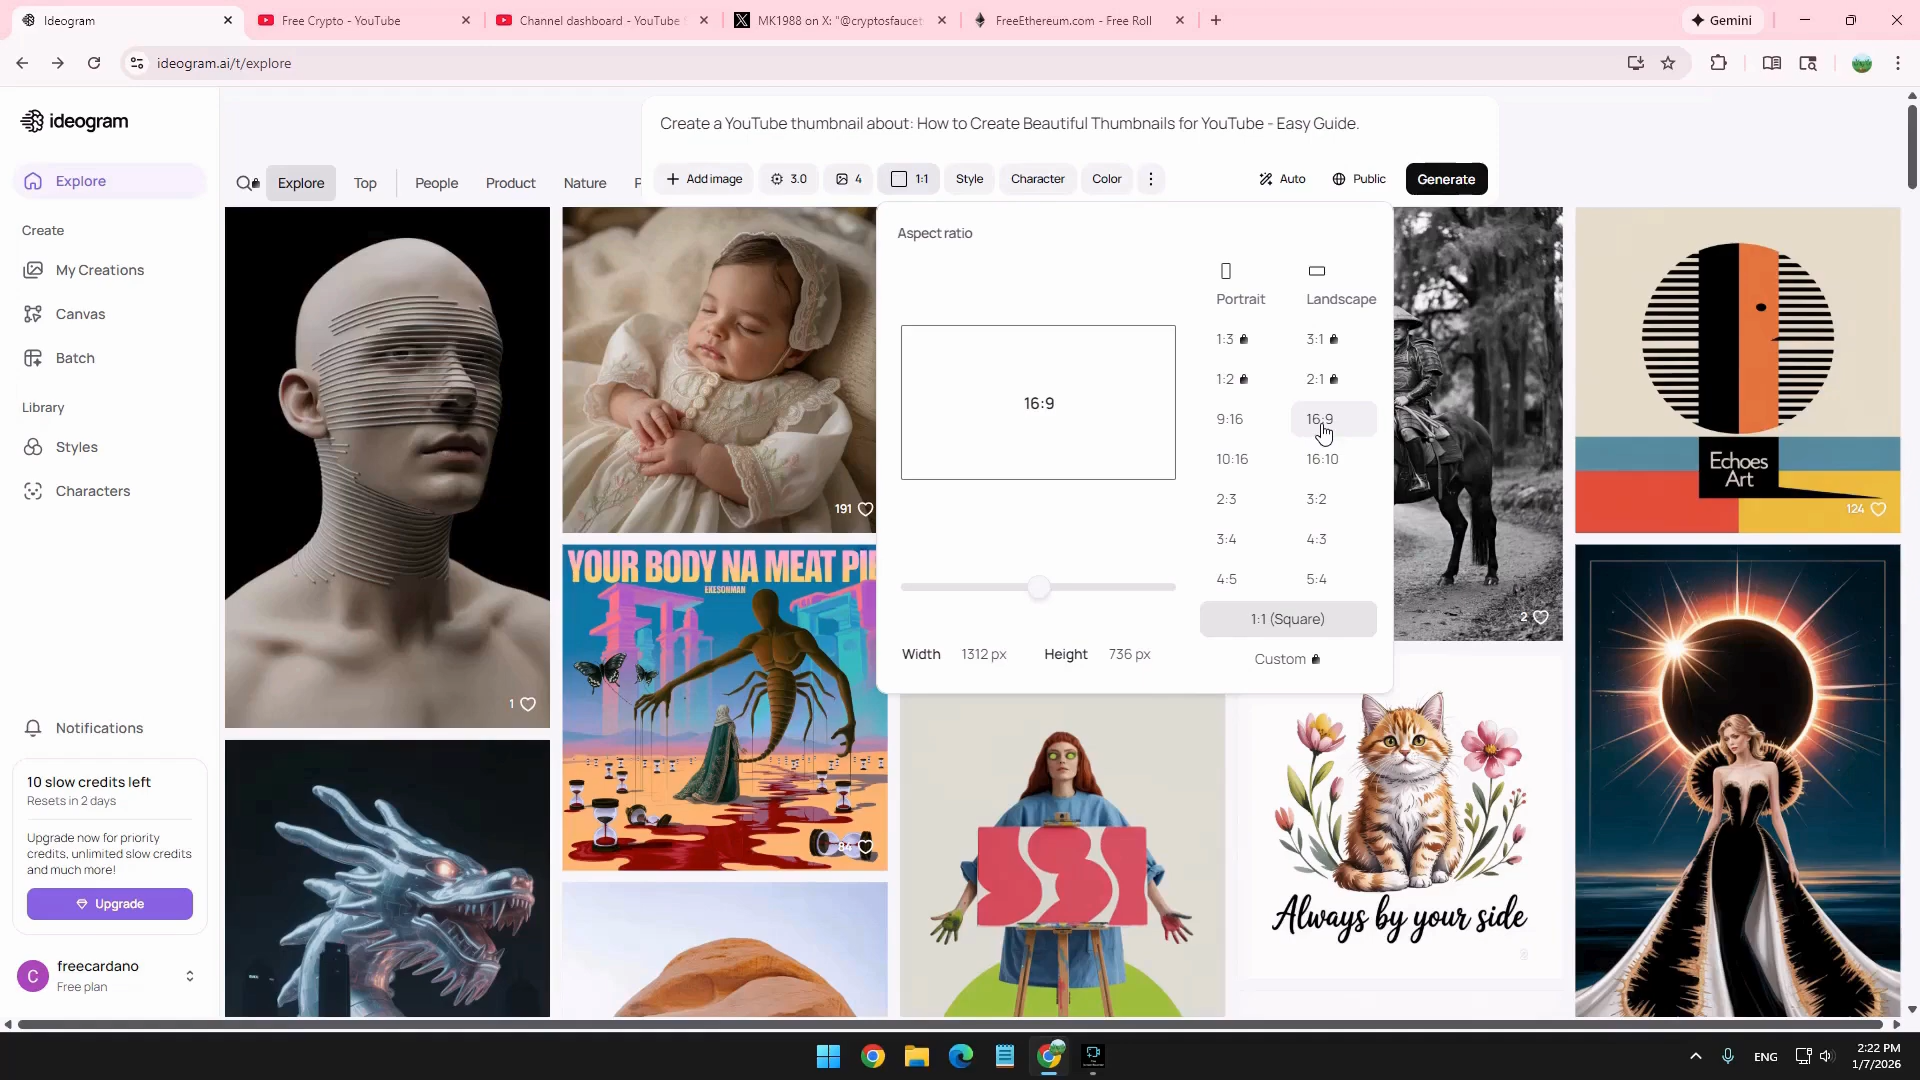 Ideogram
Free Crypto - YouTube
Channel dashboard - YouTube
MK1988 on X: "@cryptosfaucet
FreeEthereum.com - Free Roll
Gemini
ideogram.ai/t/explore
ideogram
Create a YouTube thumbnail about: How to Create Beautiful Thumbnails for YouTube - Easy Guide.
Add image
3.0
4
1:1
Style
Character
Color
Auto
Public
Generate
Explore
Top
People
Product
Nature
P
Explore
Create
My Creations
Canvas
Batch
Library
Styles
Characters
Notifications
10 slow credits left
Resets in 2 days
Upgrade now for priority
credits, unlimited slow credits
and much more!
Upgrade
C
freecardano
Free plan
Aspect ratio
16:9
Portrait
Landscape
1:3
3:1
1:2
2:1
9:16
16:9
10:16
16:10
2:3
3:2
3:4
4:3
4:5
5:4
1:1 (Square)
Custom
Width
1312 px
Height
736 px
1
191
YOUR BODY NA MEAT PIE
EKESONMAN
84
2
Always by your side
Echoes
Art
124
ENG
2:22 PM
1/7/2026